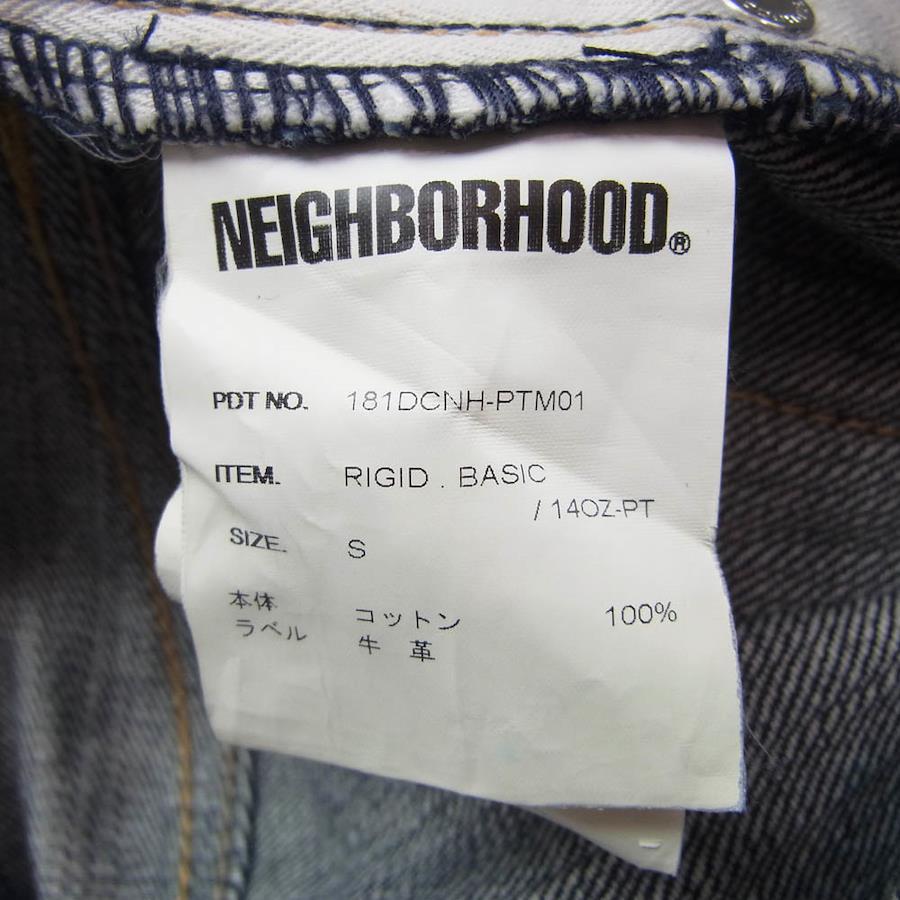 NEIGHBORHOOD®
PDT NO. 181DCNH-PTM01
ITEM. RIGID . BASIC
/ 14OZ-PT
SIZE. S
本体 コットン 100%
ラベル 牛 革